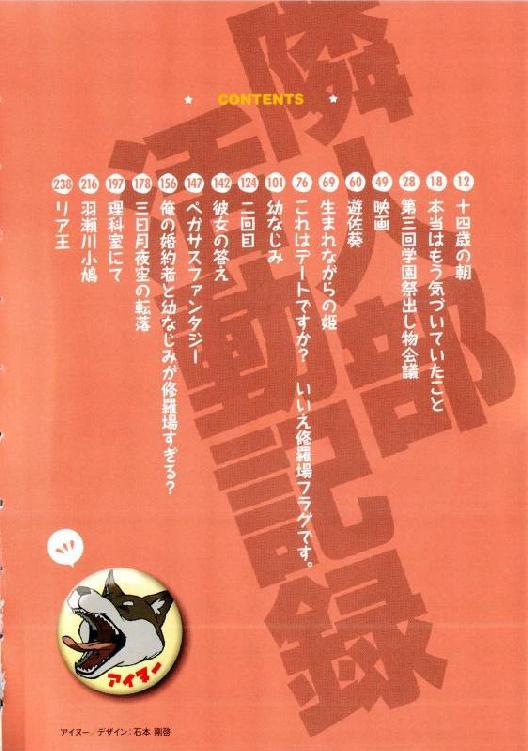 隣人部
活動記録
CONTENTS
12 十四歳の朝
18 本当はもう気づいていたこと
28 第三回学園祭出し物会議
49 映画
60 遊佐葵
69 生まれながらの姫
76 これはデートですか? いいえ修羅場フラグです。
101 幼なじみ
124 二回目
142 彼女の答え
147 ペガサスファンタジー
156 俺の婚約者と幼なじみが修羅場すぎる?
178 三日月夜空の転落
197 理科室にて
216 羽瀬川小鳩
238 リア王
アイヌー
アイヌー/デザイン:石本 剛啓